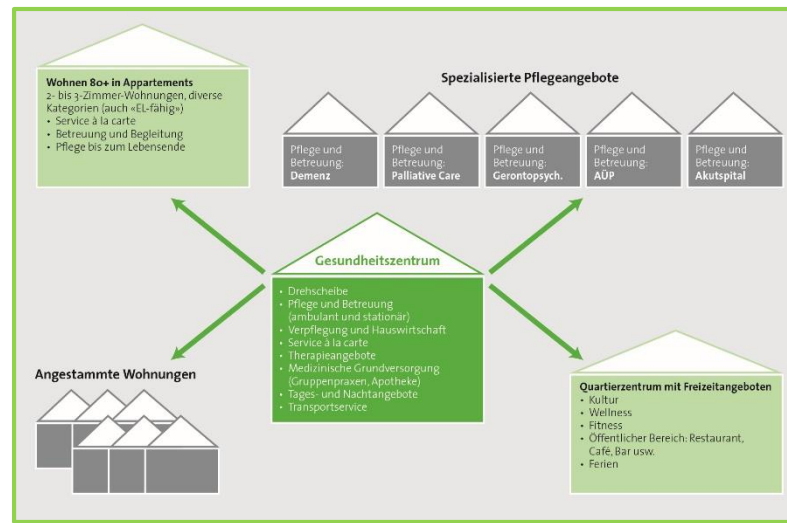 Wohnen 80+ in Appartements
2- bis 3-Zimmer-Wohnungen, diverse
Kategorien (auch «EL-fähig»)
• Service à la carte
• Betreuung und Begleitung
• Pflege bis zum Lebensende
Spezialisierte Pflegeangebote
Pflege und
Betreuung:
Demenz
Pflege und
Betreuung:
Palliative Care
Pflege und
Betreuung:
Gerontopsych.
Pflege und
Betreuung:
AÜP
Pflege und
Betreuung:
Akutspital
Gesundheitszentrum
• Drehscheibe
• Pflege und Betreuung
(ambulant und stationär)
• Verpflegung und Hauswirtschaft
• Service à la carte
• Therapieangebote
• Medizinische Grundversorgung
(Gruppenpraxen, Apotheke)
• Tages- und Nachtangebote
• Transportservice
Angestammte Wohnungen
Quartierzentrum mit Freizeitangeboten
• Kultur
• Wellness
• Fitness
• Öffentlicher Bereich: Restaurant,
Café, Bar usw.
• Ferien